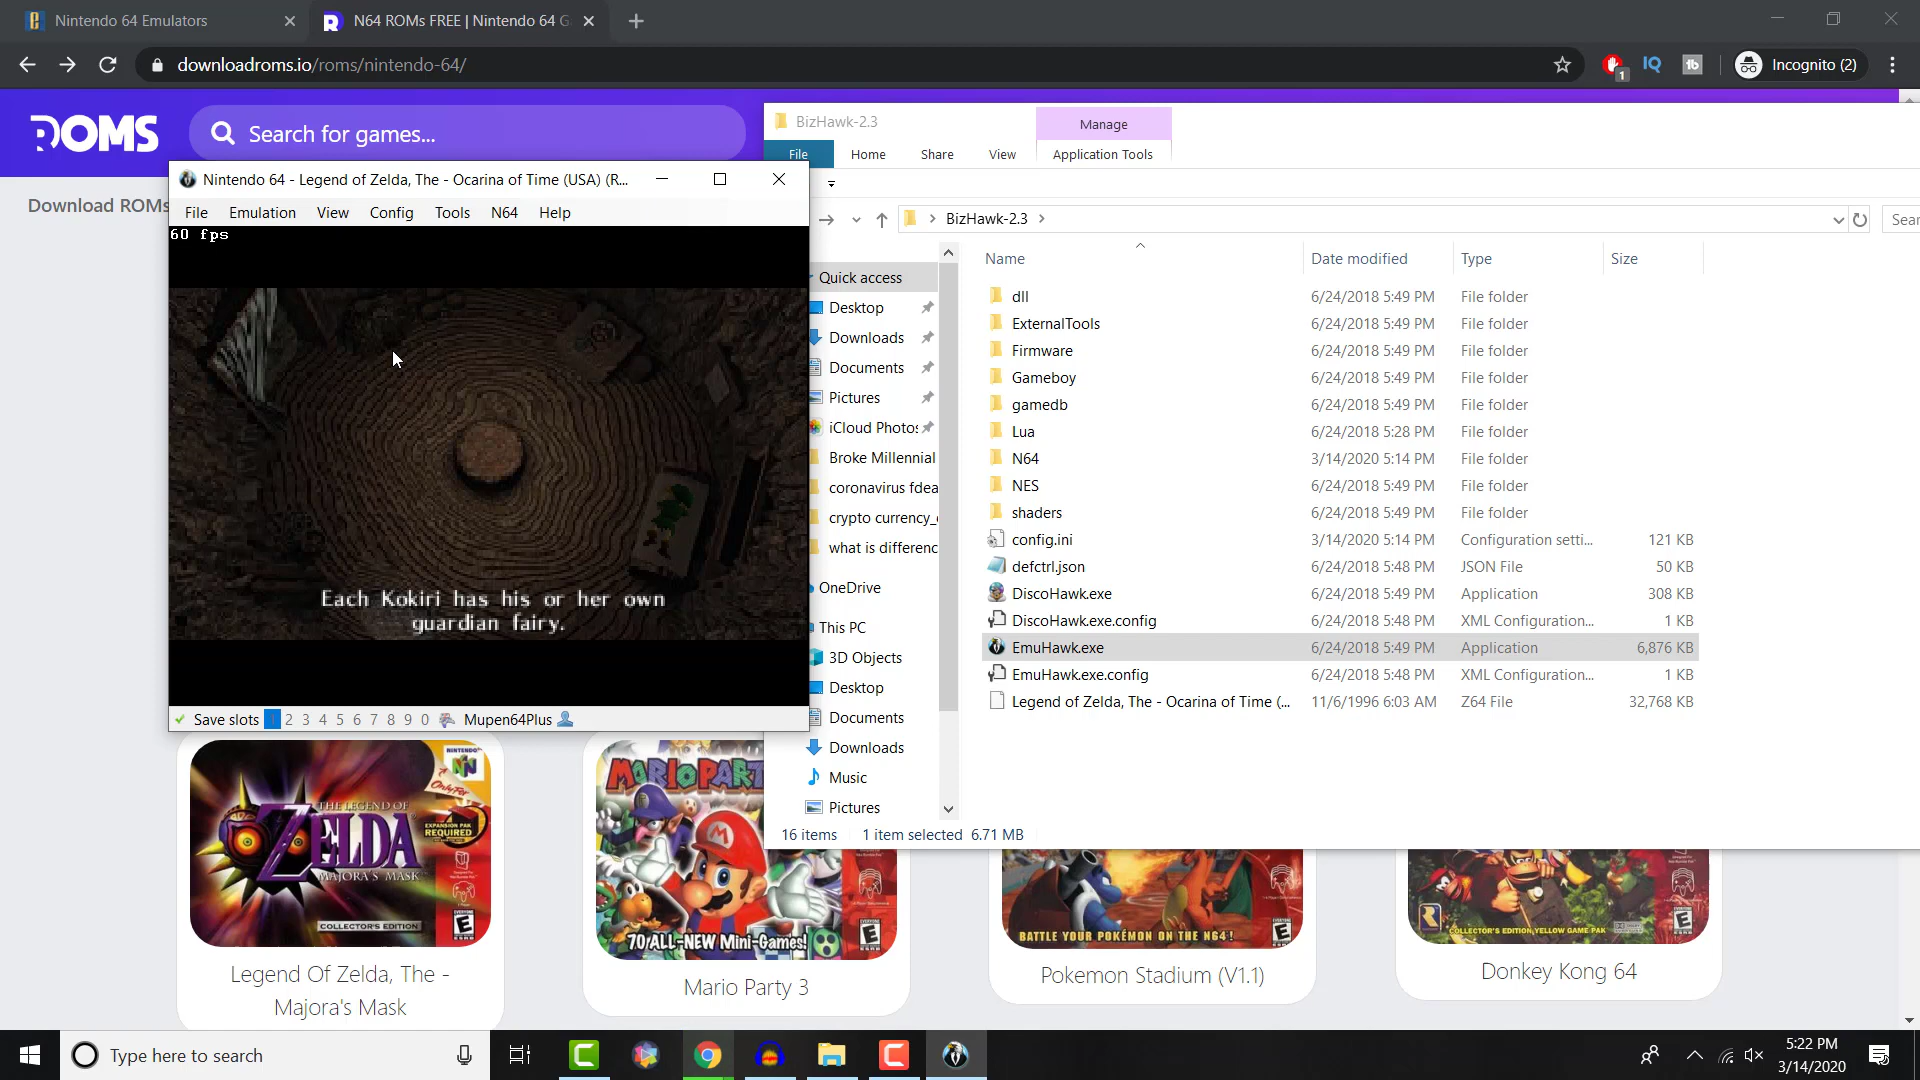 Nintendo 64 Emulators
N64 ROMs FREE | Nintendo 64 G
downloadroms.io/roms/nintendo-64/
1
IQ
tb
Incognito (2)
ROMS
Search for games...
Download ROMs
BizHawk-2.3
Manage
File
Home
Share
View
Application Tools
BizHawk-2.3
Sear
Nintendo 64 - Legend of Zelda, The - Ocarina of Time (USA) (R...
File Emulation View Config Tools N64 Help
60 fps
Each Kokiri has his or her own
guardian fairy.
Save slots 1 2 3 4 5 6 7 8 9 0 Mupen64Plus
Quick access
Desktop
Downloads
Documents
Pictures
iCloud Photos
Broke Millennial
coronavirus fdea
crypto currency_
what is differenc
OneDrive
This PC
3D Objects
Desktop
Documents
Downloads
Music
Pictures
Name Date modified Type Size
dll 6/24/2018 5:49 PM File folder
ExternalTools 6/24/2018 5:49 PM File folder
Firmware 6/24/2018 5:49 PM File folder
Gameboy 6/24/2018 5:49 PM File folder
gamedb 6/24/2018 5:49 PM File folder
Lua 6/24/2018 5:28 PM File folder
N64 3/14/2020 5:14 PM File folder
NES 6/24/2018 5:49 PM File folder
shaders 6/24/2018 5:49 PM File folder
config.ini 3/14/2020 5:14 PM Configuration setti... 121 KB
defctrl.json 6/24/2018 5:48 PM JSON File 50 KB
DiscoHawk.exe 6/24/2018 5:49 PM Application 308 KB
DiscoHawk.exe.config 6/24/2018 5:48 PM XML Configuration... 1 KB
EmuHawk.exe 6/24/2018 5:49 PM Application 6,876 KB
EmuHawk.exe.config 6/24/2018 5:48 PM XML Configuration... 1 KB
Legend of Zelda, The - Ocarina of Time (... 11/6/1996 6:03 AM Z64 File 32,768 KB
16 items 1 item selected 6.71 MB
NINTENDO 64
Only For
EXPANSION PAK
REQUIRED
THE LEGEND OF
ZELDA
MAJORA'S MASK
COLLECTOR'S EDITION
E
Legend Of Zelda, The -
Majora's Mask
MARIO PART
70/ALL-NEW Mini-Games!
E
Mario Party 3
BATTLE YOUR POKÉMON ON THE N64!
E
Pokemon Stadium (V1.1)
COLLECTOR'S EDITION YELLOW GAME PAK
E
Donkey Kong 64
Type here to search
5:22 PM
3/14/2020